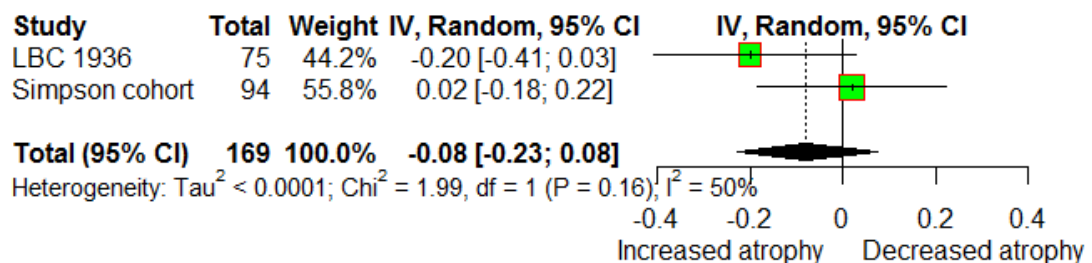 Study Total Weight IV, Random, 95% CI IV, Random, 95% CI
LBC 1936 75 44.2% -0.20 [-0.41; 0.03]
Simpson cohort 94 55.8% 0.02 [-0.18; 0.22]
Total (95% CI) 169 100.0% -0.08 [-0.23; 0.08]
Heterogeneity: Tau² < 0.0001; Chi² = 1.99, df = 1 (P = 0.16); I² = 50%
-0.4 -0.2 0 0.2 0.4
Increased atrophy Decreased atrophy